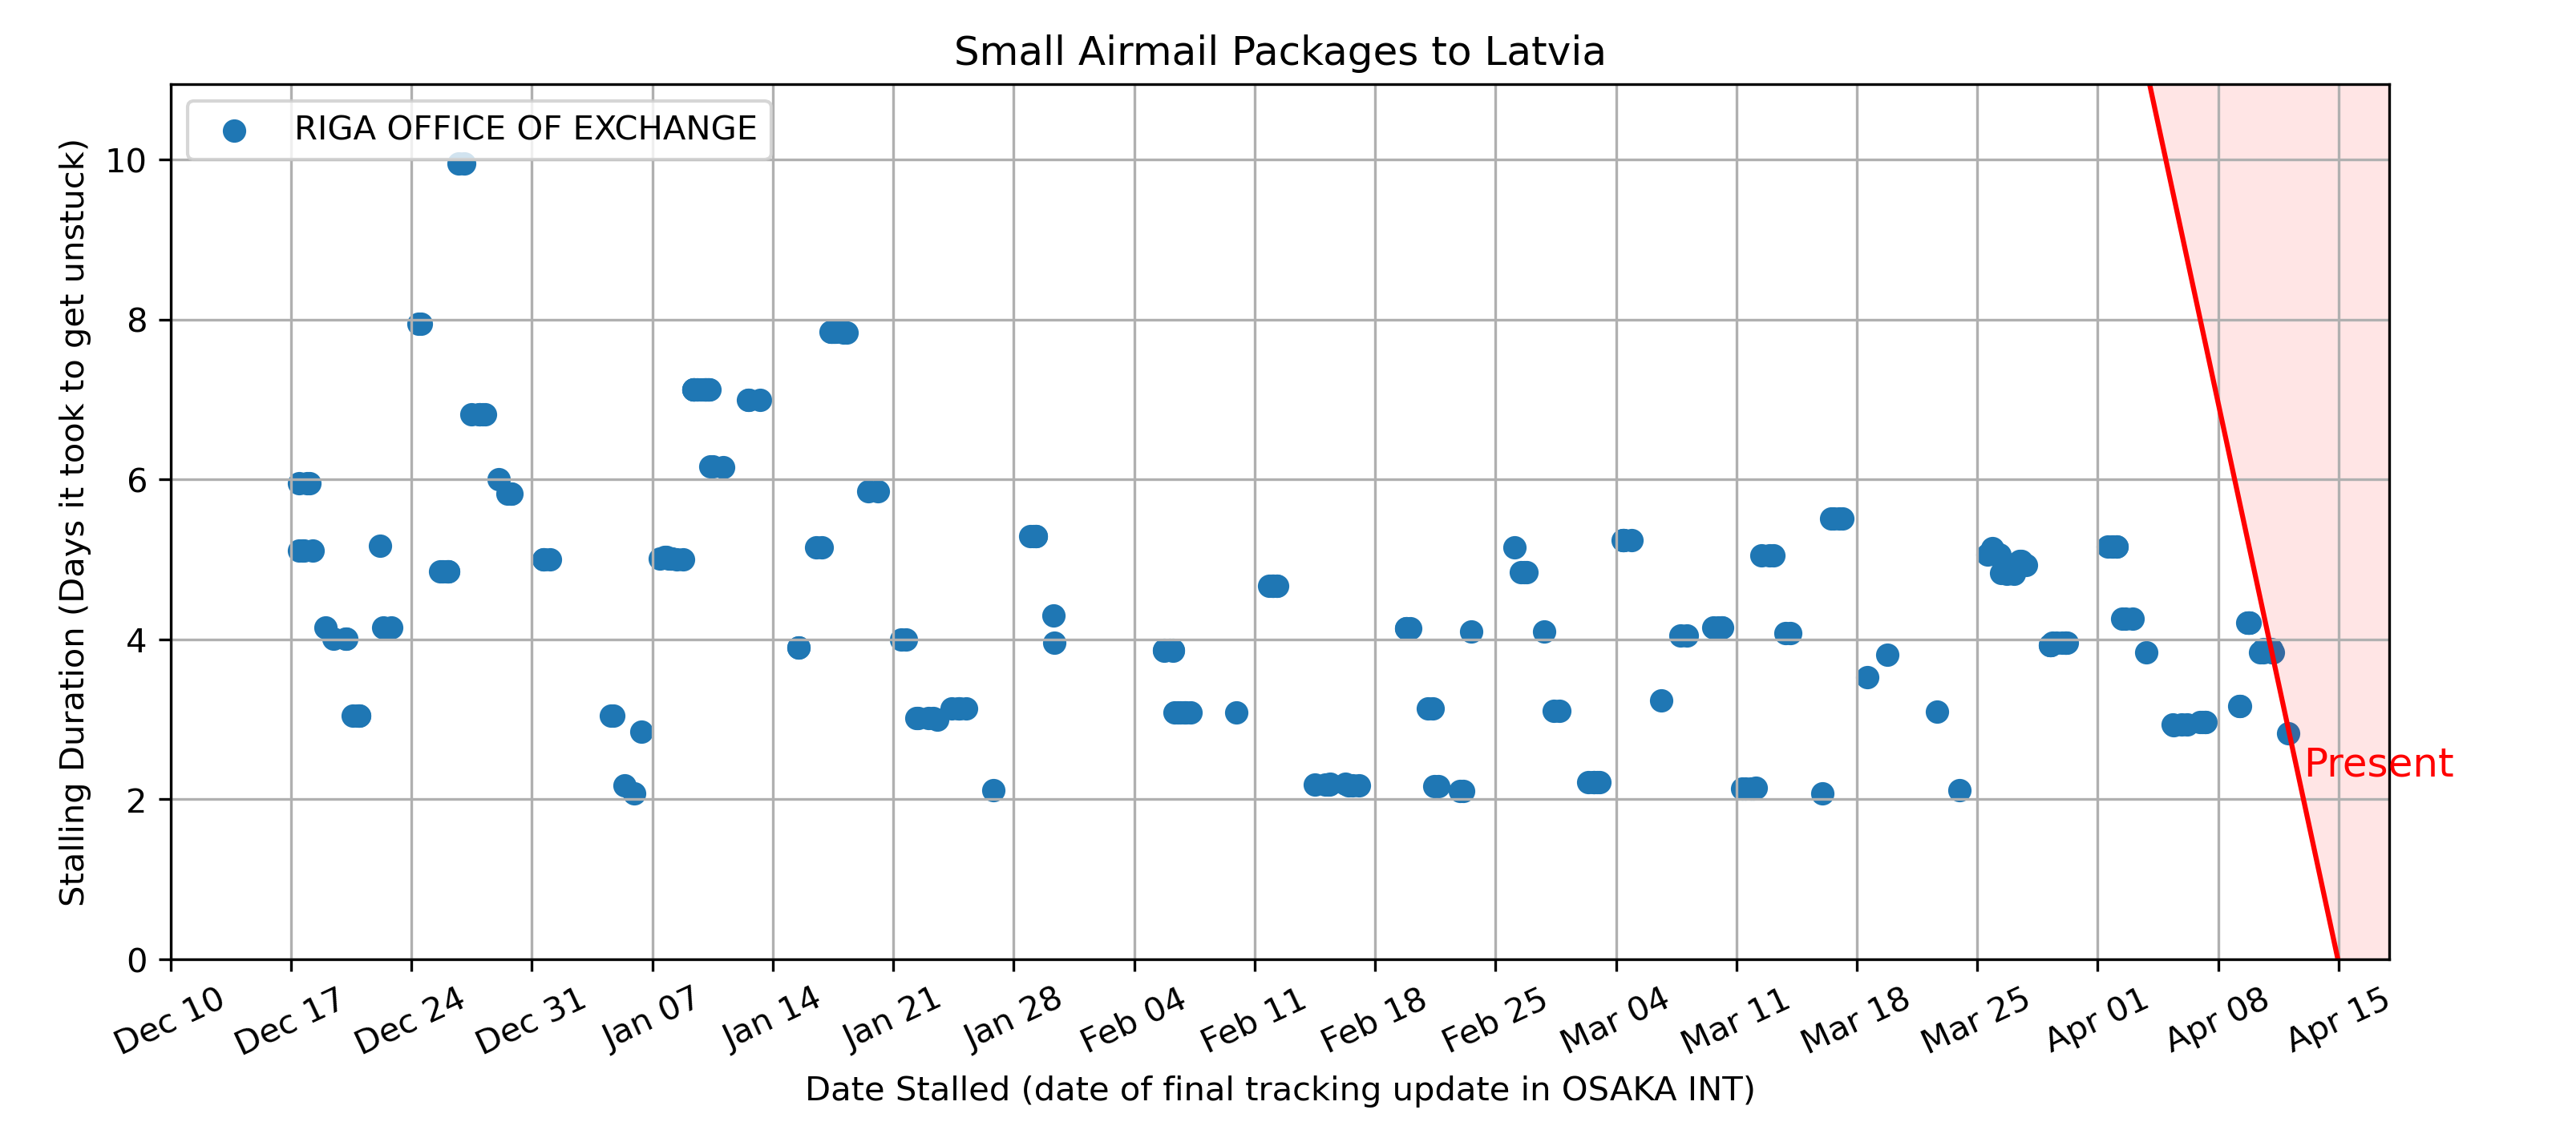 Small Airmail Packages to Latvia
RIGA OFFICE OF EXCHANGE
Stalling Duration (Days it took to get unstuck)
10
8
6
4
2
0
Present
Dec 10
Dec 17
Dec 24
Dec 31
Jan 07
Jan 14
Jan 21
Jan 28
Feb 04
Feb 11
Feb 18
Feb 25
Mar 04
Mar 11
Mar 18
Mar 25
Apr 01
Apr 08
Apr 15
Date Stalled (date of final tracking update in OSAKA INT)